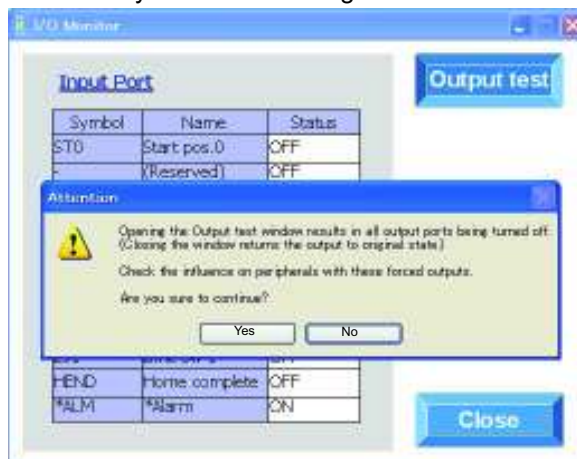 I/O Monitor
Input Port
Output test
Symbol Name Status
ST0 Start pos.0 OFF
- (Reserved) OFF
Attention
Opening the Output test window results in all output ports being turned off.
(Closing the window returns the output to original state)
Check the influence on peripherals with these forced outputs.
Are you sure to continue?
Yes No
HEND Home complete OFF
*ALM *Alarm ON
Close